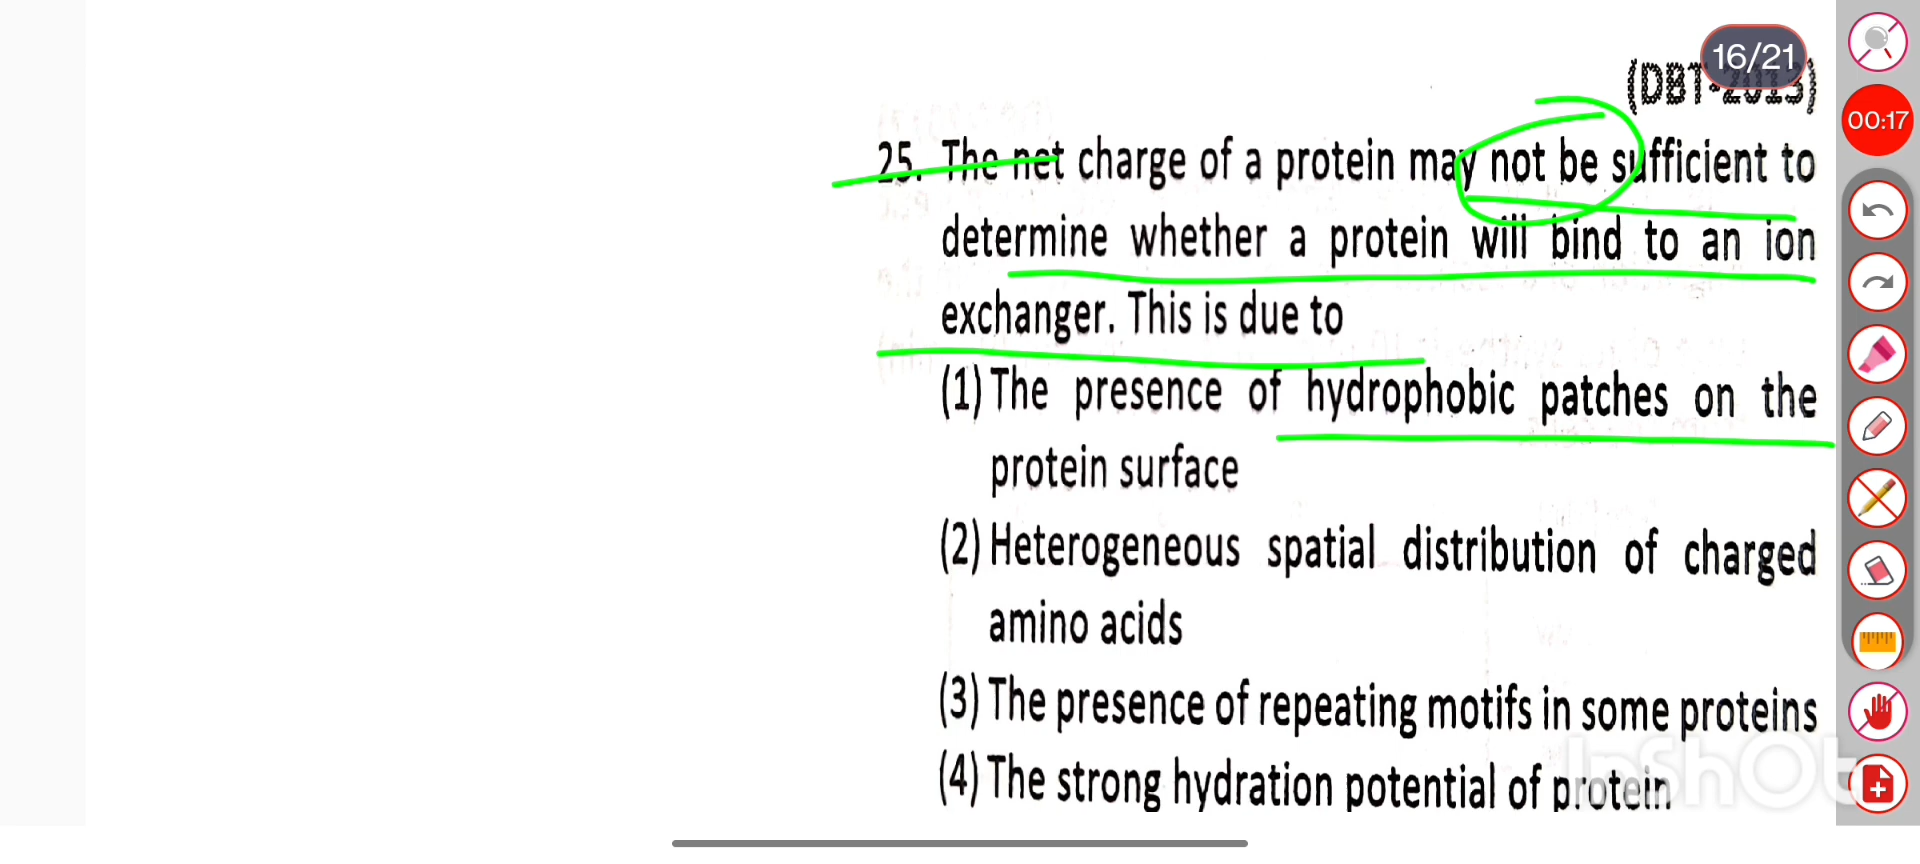 16/21
(DBT-2013)
00:17
25. The net charge of a protein may not be sufficient to
determine whether a protein will bind to an ion
exchanger. This is due to
(1) The presence of hydrophobic patches on the
protein surface
(2) Heterogeneous spatial distribution of charged
amino acids
(3) The presence of repeating motifs in some proteins
(4) The strong hydration potential of protein
InShOt